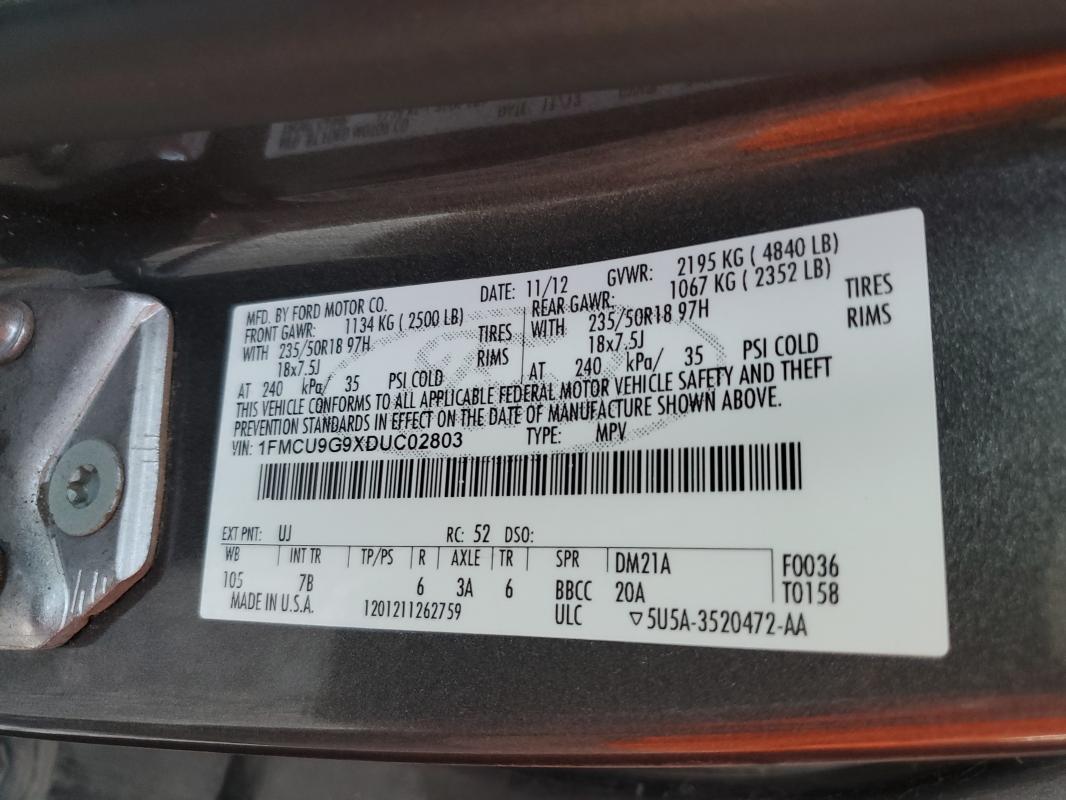 MFD. BY FORD MOTOR CO. DATE: 11/12 GVWR: 2195 KG ( 4840 LB)
FRONT GAWR: 1134 KG ( 2500 LB) REAR GAWR: 1067 KG ( 2352 LB)
WITH 235/50R18 97H TIRES WITH 235/50R18 97H TIRES
18x7.5J RIMS 18x7.5J RIMS
AT 240 kPa/ 35 PSI COLD AT 240 kPa/ 35 PSI COLD
THIS VEHICLE CONFORMS TO ALL APPLICABLE FEDERAL MOTOR VEHICLE SAFETY AND THEFT
PREVENTION STANDARDS IN EFFECT ON THE DATE OF MANUFACTURE SHOWN ABOVE.
VIN: 1FMCU9G9XDUC02803 TYPE: MPV
EXT PNT: UJ RC: 52 DSO:
WB INT TR TP/PS R AXLE TR SPR DM21A F0036
105 7B 6 3A 6 BBCC 20A T0158
MADE IN U.S.A. 1201211262759 ULC ▽5U5A-3520472-AA